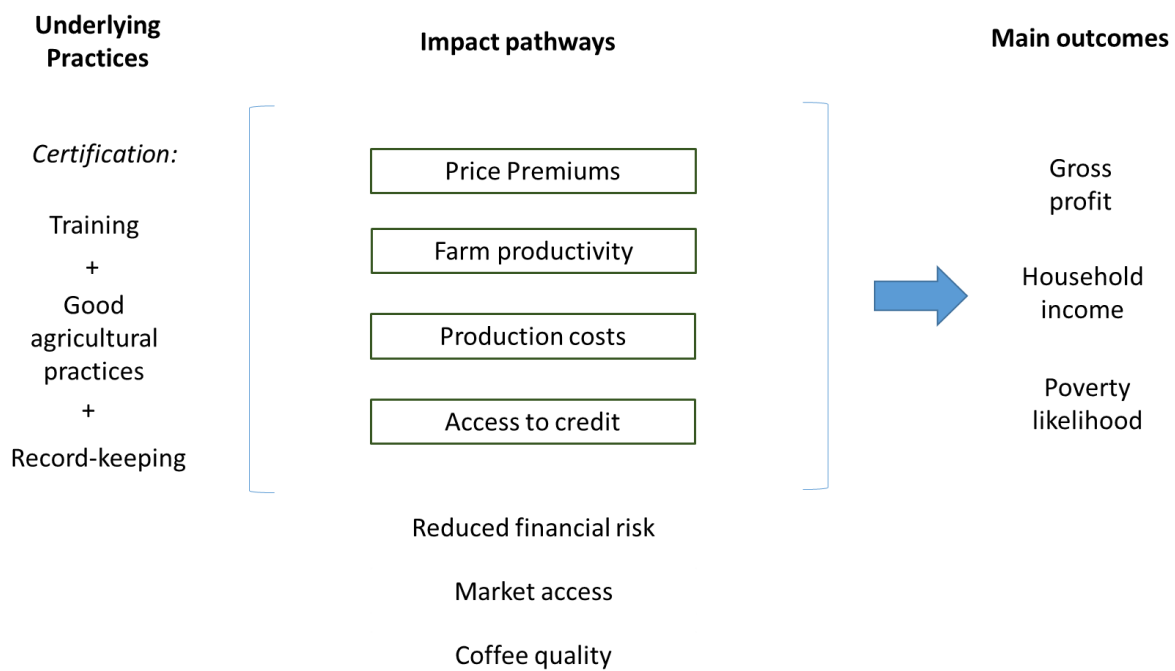 Underlying
Practices
Impact pathways
Main outcomes
Certification:
Training
+
Good
agricultural
practices
+
Record-keeping
Price Premiums
Farm productivity
Production costs
Access to credit
Reduced financial risk
Market access
Coffee quality
Gross
profit
Household
income
Poverty
likelihood